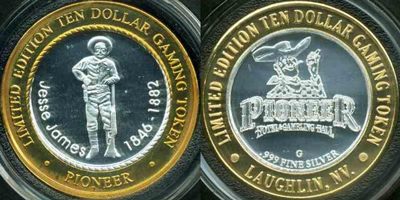 LIMITED EDITION TEN DOLLAR GAMING TOKEN
Jesse James
1846 - 1882
• PIONEER •
LIMITED EDITION TEN DOLLAR GAMING TOKEN
PIONEER
HOTEL & GAMBLING HALL
G
.999 FINE SILVER
• LAUGHLIN, NV. •